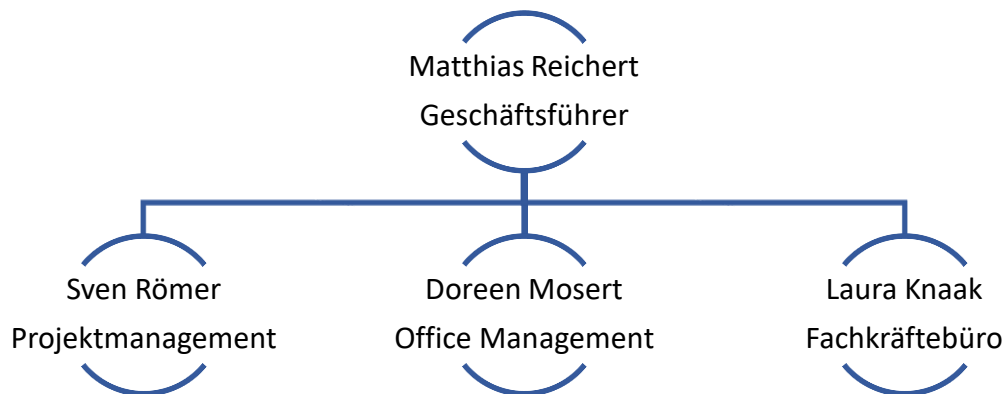 Matthias Reichert
Geschäftsführer
Sven Römer
Projektmanagement
Doreen Mosert
Office Management
Laura Knaak
Fachkräftebüro